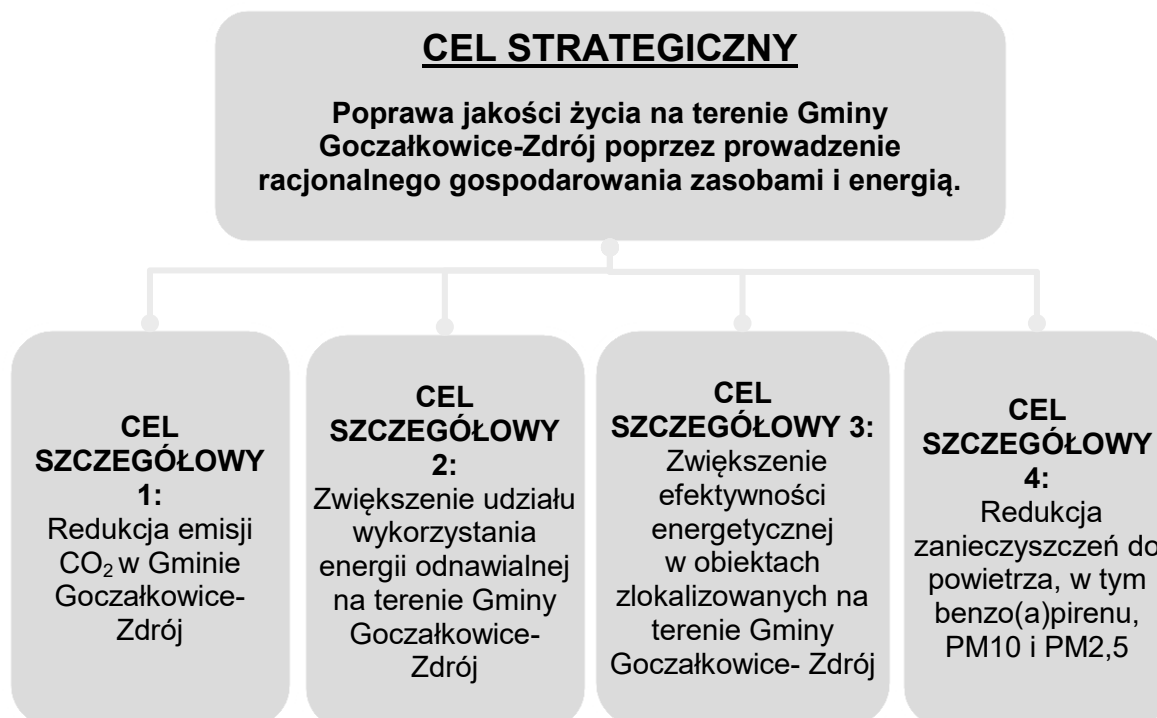 CEL STRATEGICZNY
Poprawa jakości życia na terenie Gminy
Goczałkowice-Zdrój poprzez prowadzenie
racjonalnego gospodarowania zasobami i energią.
CEL
SZCZEGÓŁOWY
1:
Redukcja emisji
CO₂ w Gminie
Goczałkowice-
Zdrój
CEL
SZCZEGÓŁOWY
2:
Zwiększenie udziału
wykorzystania
energii odnawialnej
na terenie Gminy
Goczałkowice-
Zdrój
CEL
SZCZEGÓŁOWY 3:
Zwiększenie
efektywności
energetycznej
w obiektach
zlokalizowanych na
terenie Gminy
Goczałkowice- Zdrój
CEL
SZCZEGÓŁOWY
4:
Redukcja
zanieczyszczeń do
powietrza, w tym
benzo(a)pirenu,
PM10 i PM2,5